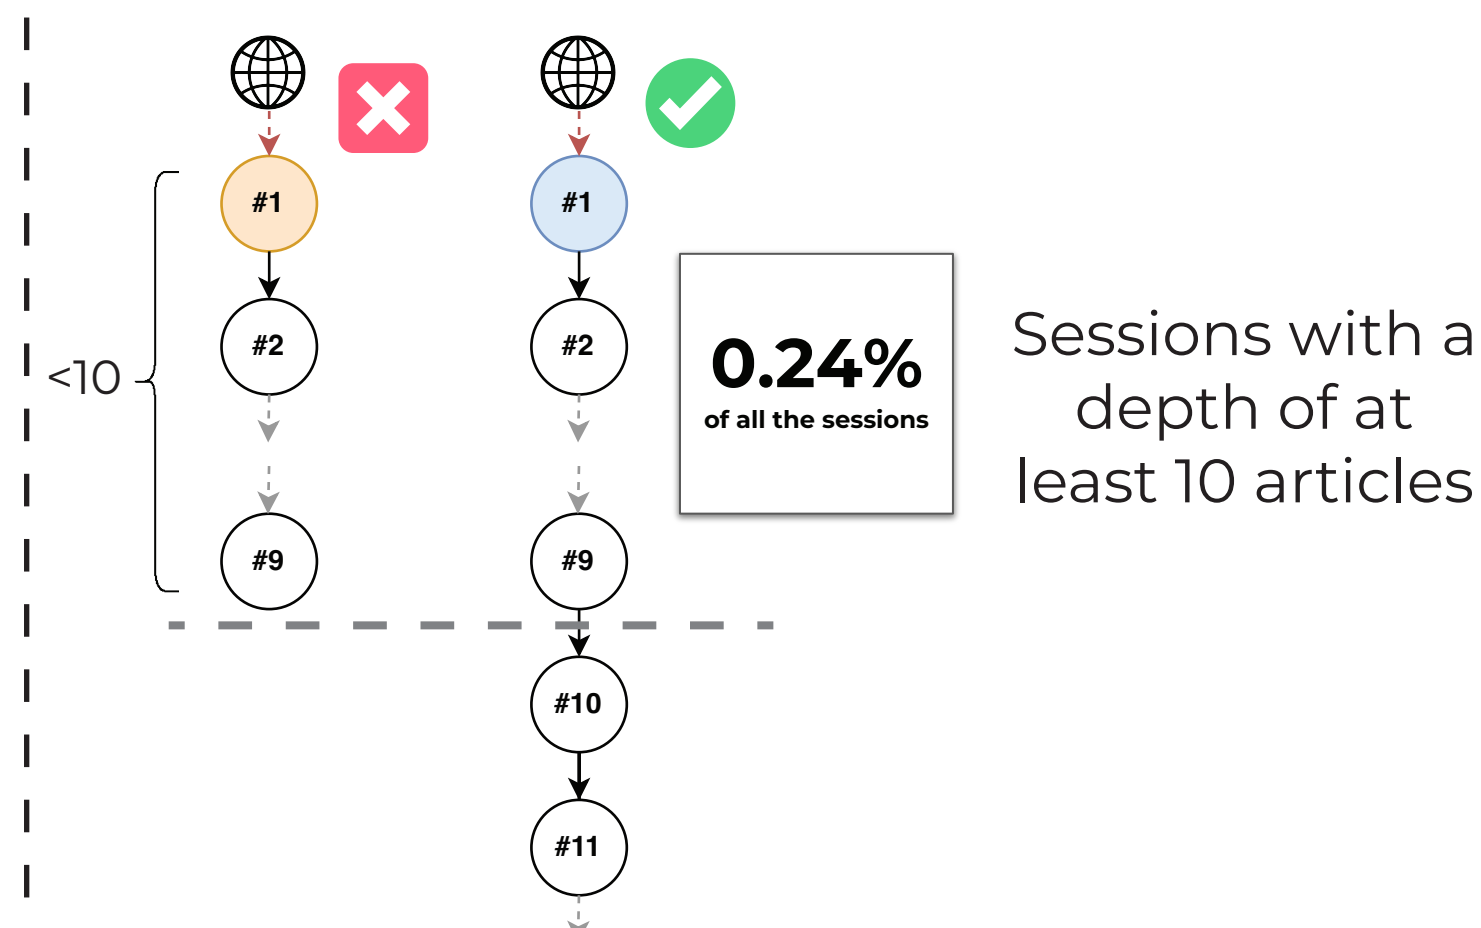 #1
#2
<10
#9
#1
#2
#9
#10
#11
0.24%
of all the sessions
Sessions with a
depth of at
least 10 articles